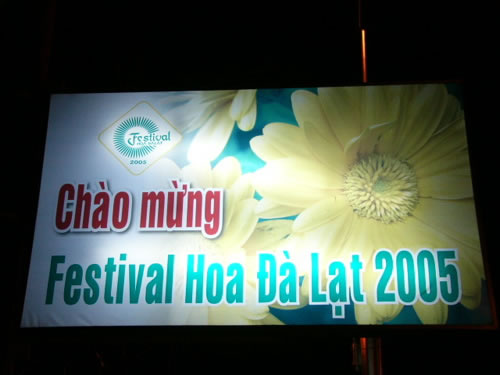 Festival
2005
Chào mừng
Festival Hoa Đà Lạt 2005